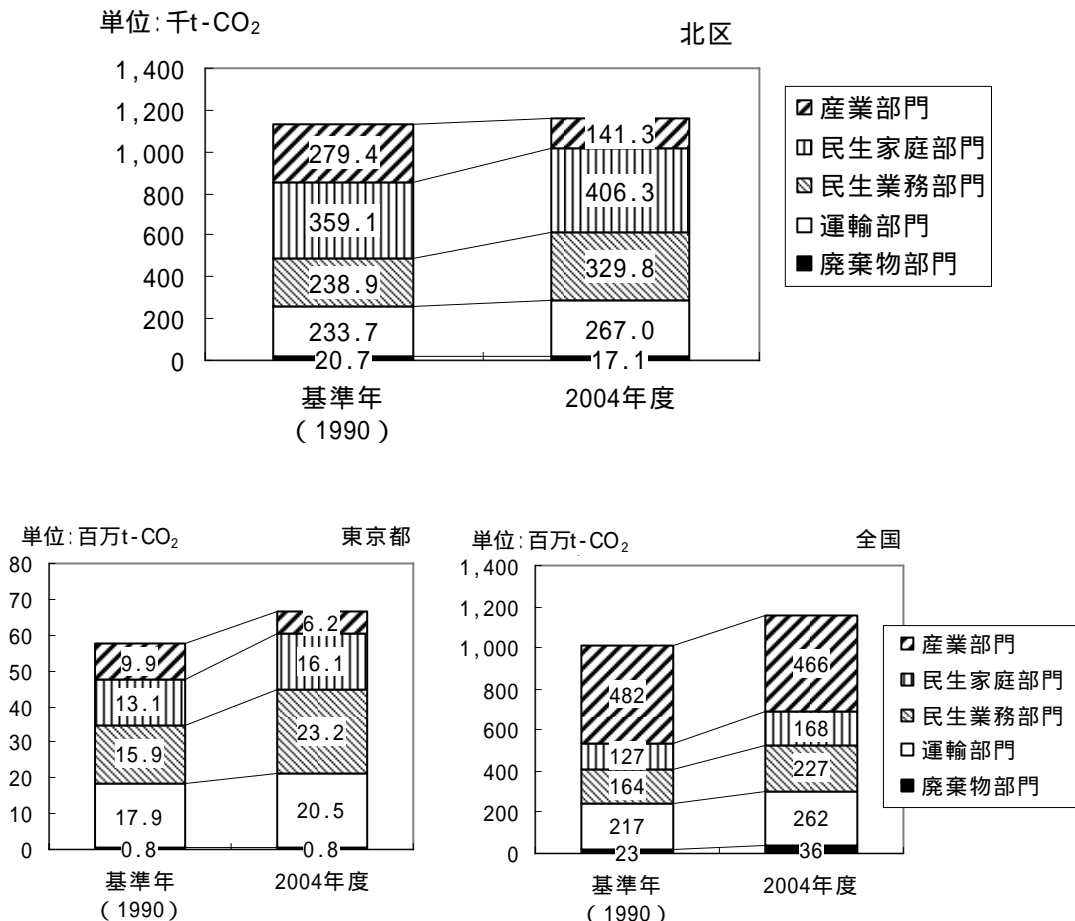 単位:千t-CO₂
北区
1,400
1,200
1,000
800
600
400
200
0
279.4
359.1
238.9
233.7
20.7
141.3
406.3
329.8
267.0
17.1
基準年
(1990)
2004年度
産業部門
民生家庭部門
民生業務部門
運輸部門
廃棄物部門
単位:百万t-CO₂
東京都
80
70
60
50
40
30
20
10
0
9.9
13.1
15.9
17.9
0.8
6.2
16.1
23.2
20.5
0.8
基準年
(1990)
2004年度
単位:百万t-CO₂
全国
1,400
1,200
1,000
800
600
400
200
0
482
127
164
217
23
466
168
227
262
36
基準年
(1990)
2004年度
産業部門
民生家庭部門
民生業務部門
運輸部門
廃棄物部門